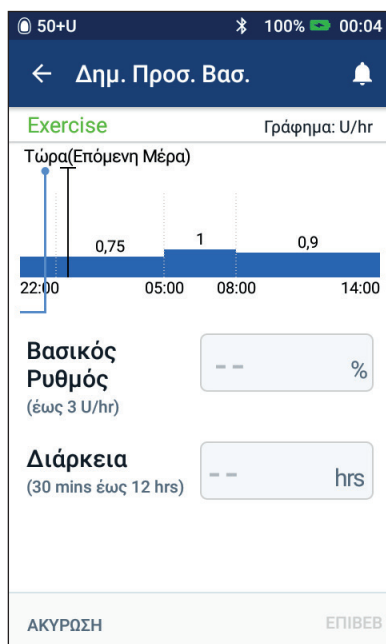 50+U 100% 00:04
Δημ. Προσ. Βασ.
Exercise Γράφημα: U/hr
Τώρα(Επόμενη Μέρα)
0,75 1 0,9
22:00 05:00 08:00 14:00
Βασικός
Ρυθμός
(έως 3 U/hr)
-- %
Διάρκεια
(30 mins έως 12 hrs)
-- hrs
ΑΚΥΡΩΣΗ ΕΠΙΒΕΒ